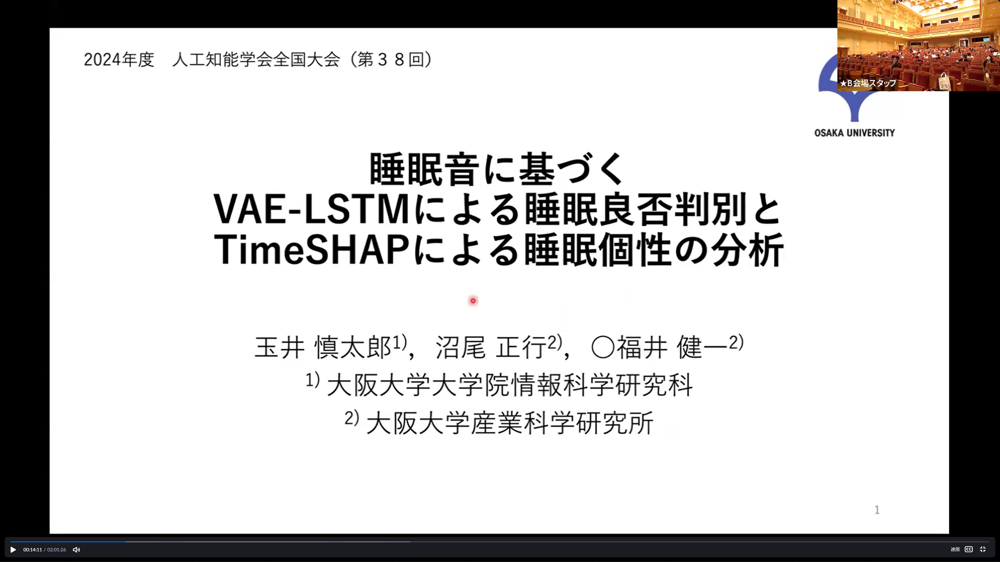 2024年度　人工知能学会全国大会（第３８回）
★B会場スタッフ
OSAKA UNIVERSITY
睡眠音に基づく
VAE-LSTMによる睡眠良否判別と
TimeSHAPによる睡眠個性の分析
玉井 慎太郎1)，沼尾 正行2)，○福井 健一2)
1) 大阪大学大学院情報科学研究科
2) 大阪大学産業科学研究所
1
00:14:11 / 02:01:26
速度 CC